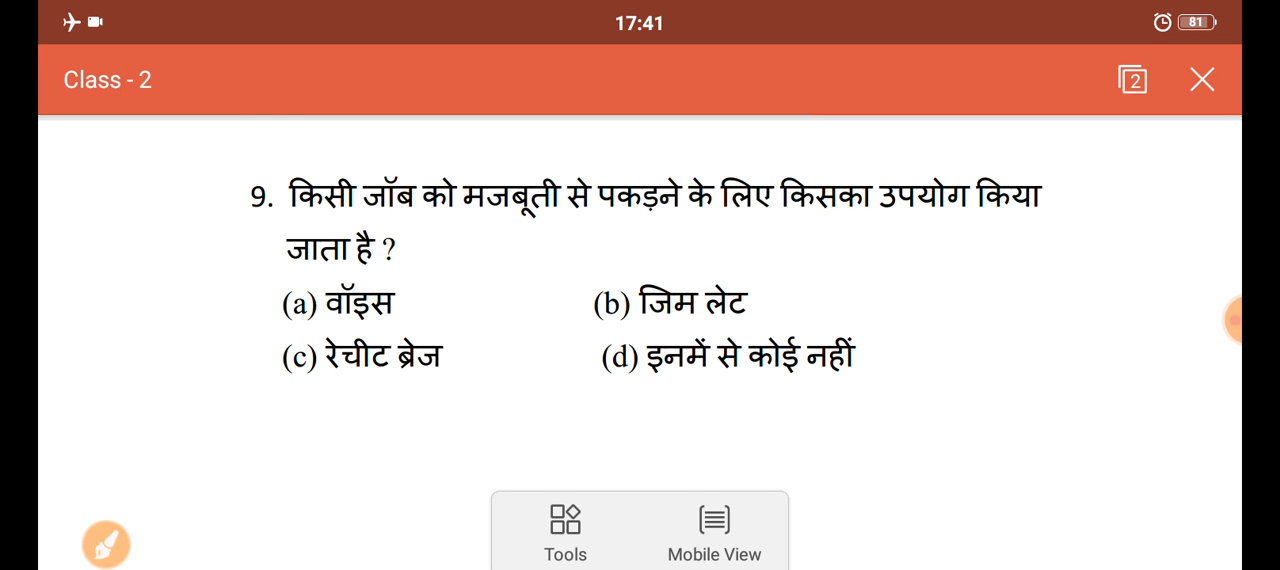 17:41
81
Class - 2
2
9. किसी जॉब को मजबूती से पकड़ने के लिए किसका उपयोग किया
जाता है ?
(a) वॉइस (b) जिम लेट
(c) रेचीट ब्रेज (d) इनमें से कोई नहीं
Tools Mobile View